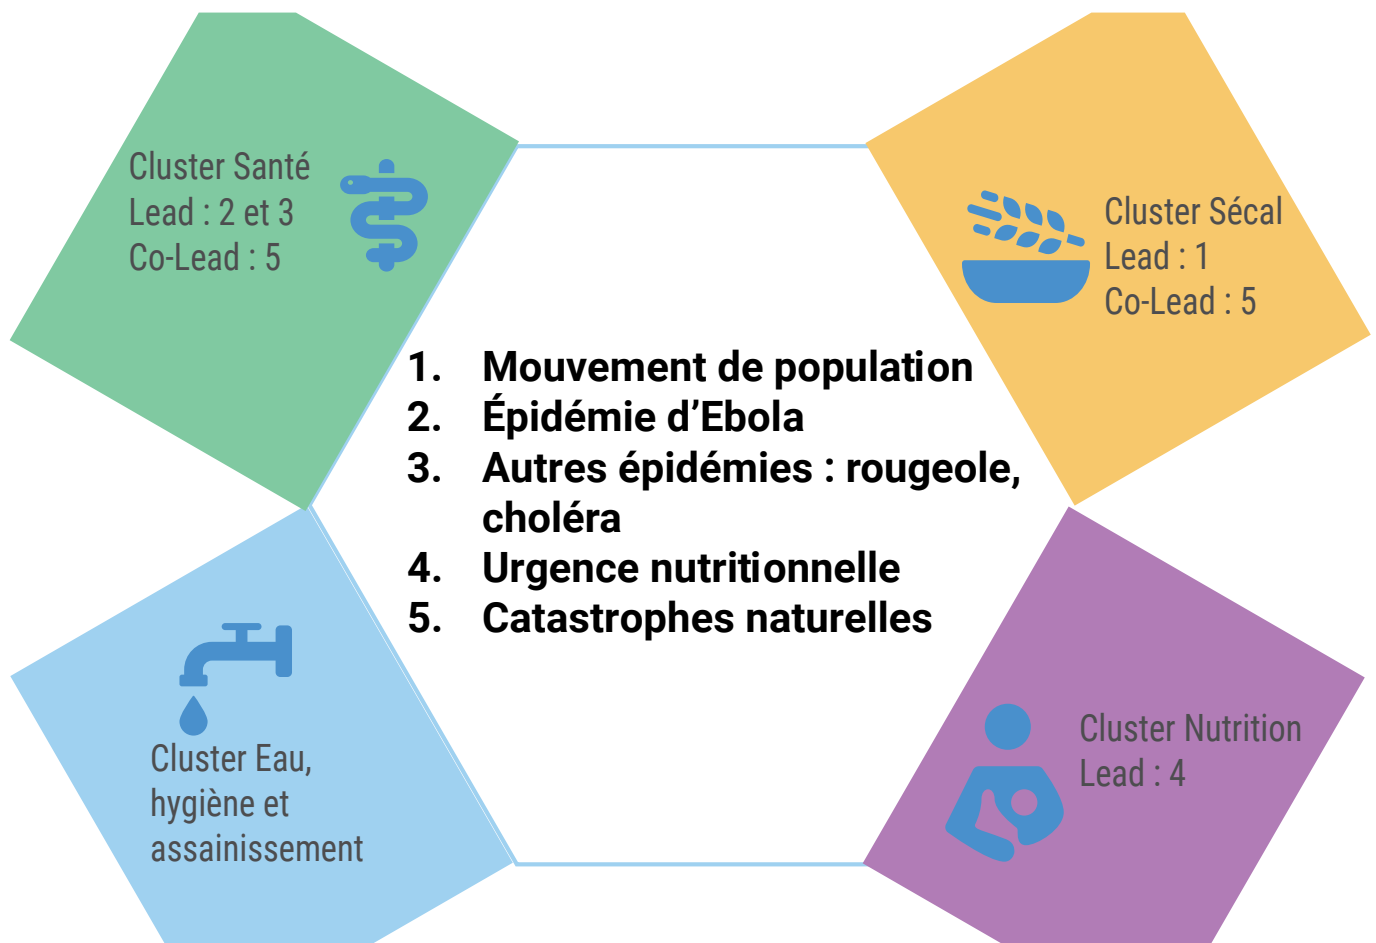 Cluster Santé
Lead : 2 et 3
Co-Lead : 5
Cluster Sécal
Lead : 1
Co-Lead : 5
1. Mouvement de population
2. Épidémie d’Ebola
3. Autres épidémies : rougeole,
choléra
4. Urgence nutritionnelle
5. Catastrophes naturelles
Cluster Eau,
hygiène et
assainissement
Cluster Nutrition
Lead : 4